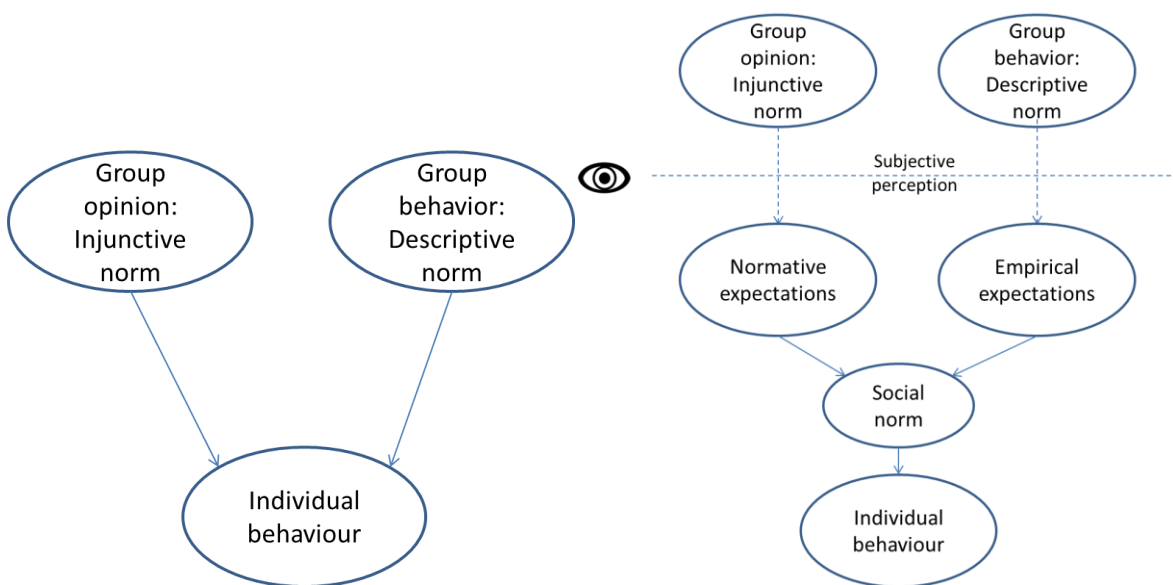 Group
opinion:
Injunctive
norm
Group
behavior:
Descriptive
norm
Individual
behaviour
Group
opinion:
Injunctive
norm
Group
behavior:
Descriptive
norm
Subjective
perception
Normative
expectations
Empirical
expectations
Social
norm
Individual
behaviour